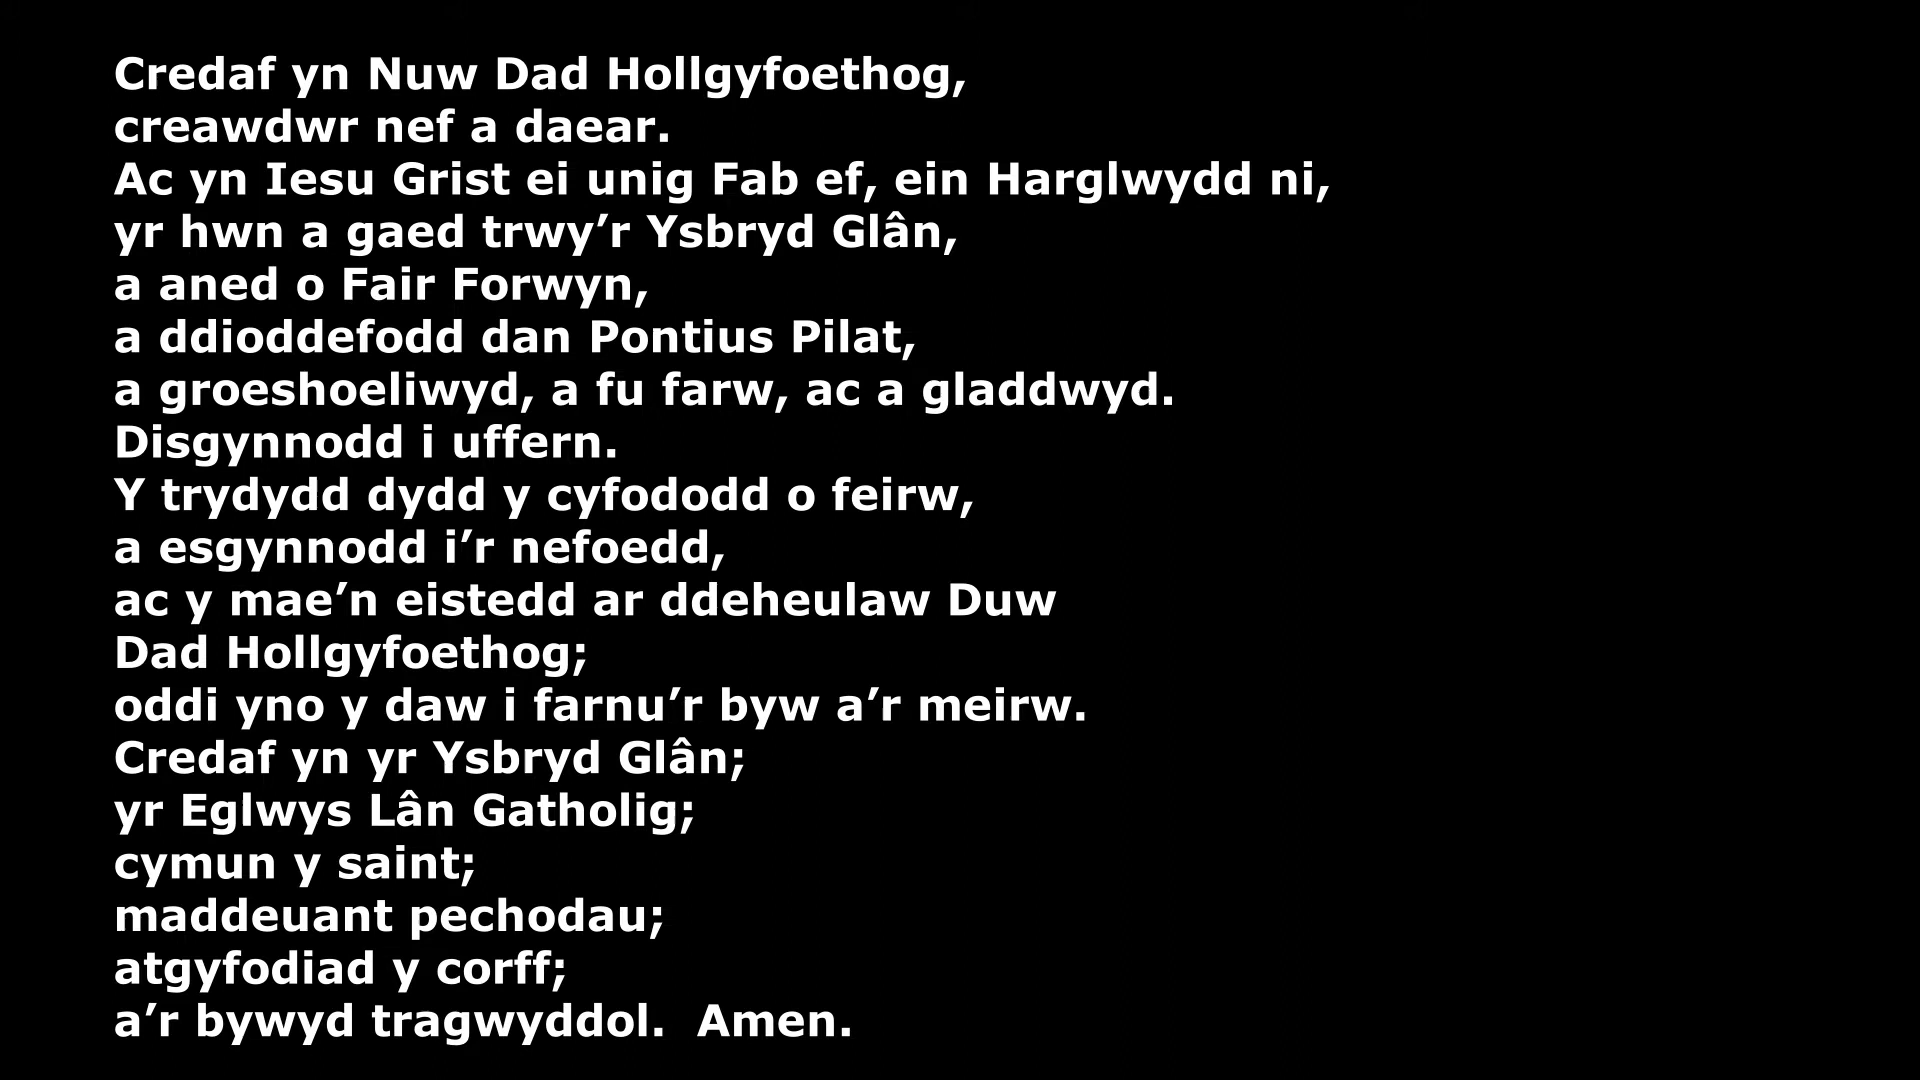 Credaf yn Nuw Dad Hollgyfoethog,
creawdwr nef a daear.
Ac yn Iesu Grist ei unig Fab ef, ein Harglwydd ni,
yr hwn a gaed trwy’r Ysbryd Glân,
a aned o Fair Forwyn,
a ddioddefodd dan Pontius Pilat,
a groeshoeliwyd, a fu farw, ac a gladdwyd.
Disgynnodd i uffern.
Y trydydd dydd y cyfododd o feirw,
a esgynnodd i’r nefoedd,
ac y mae’n eistedd ar ddeheulaw Duw
Dad Hollgyfoethog;
oddi yno y daw i farnu’r byw a’r meirw.
Credaf yn yr Ysbryd Glân;
yr Eglwys Lân Gatholig;
cymun y saint;
maddeuant pechodau;
atgyfodiad y corff;
a’r bywyd tragwyddol.  Amen.